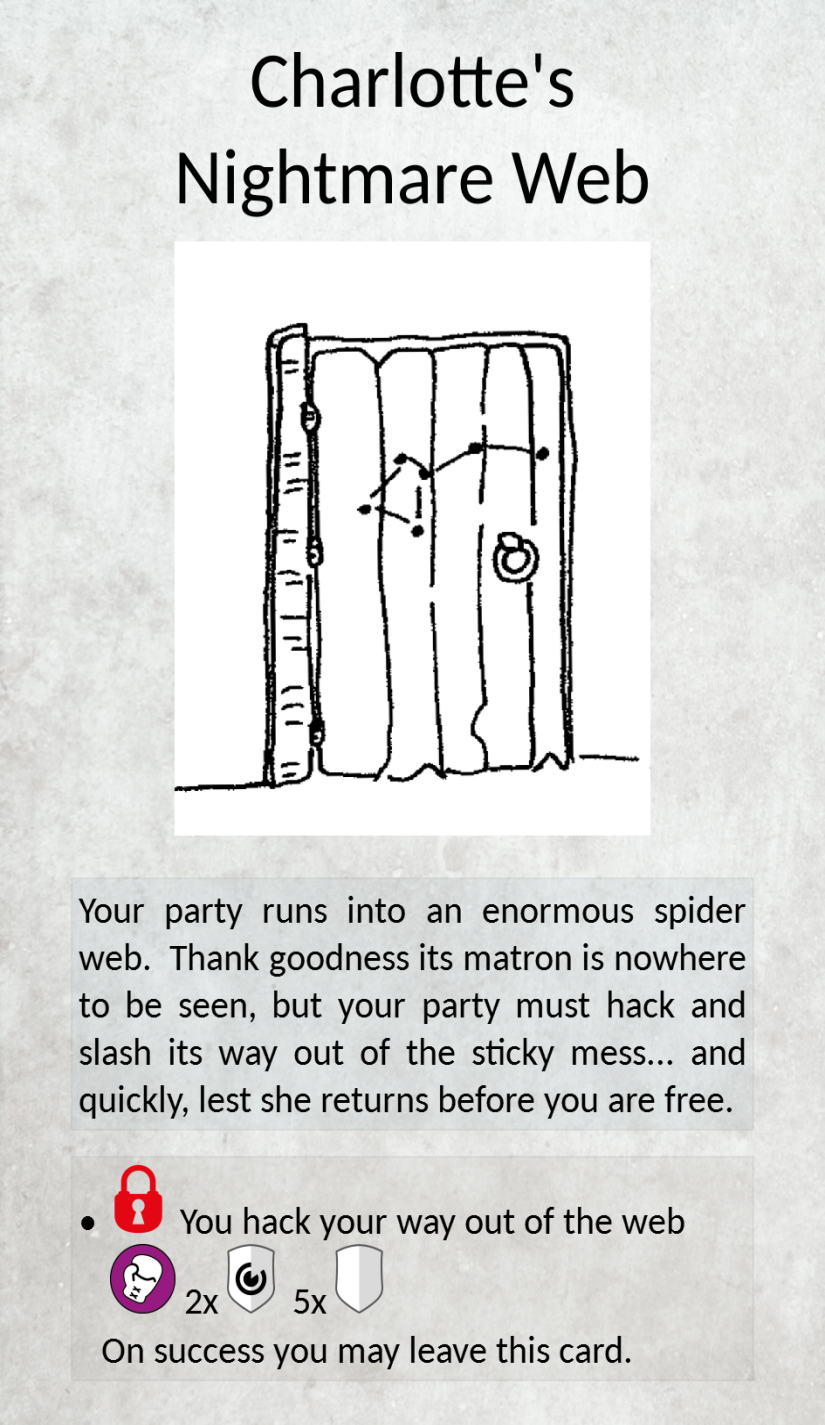 Charlotte's
Nightmare Web
Your party runs into an enormous spider
web. Thank goodness its matron is nowhere
to be seen, but your party must hack and
slash its way out of the sticky mess... and
quickly, lest she returns before you are free.
• You hack your way out of the web
2x 5x
On success you may leave this card.